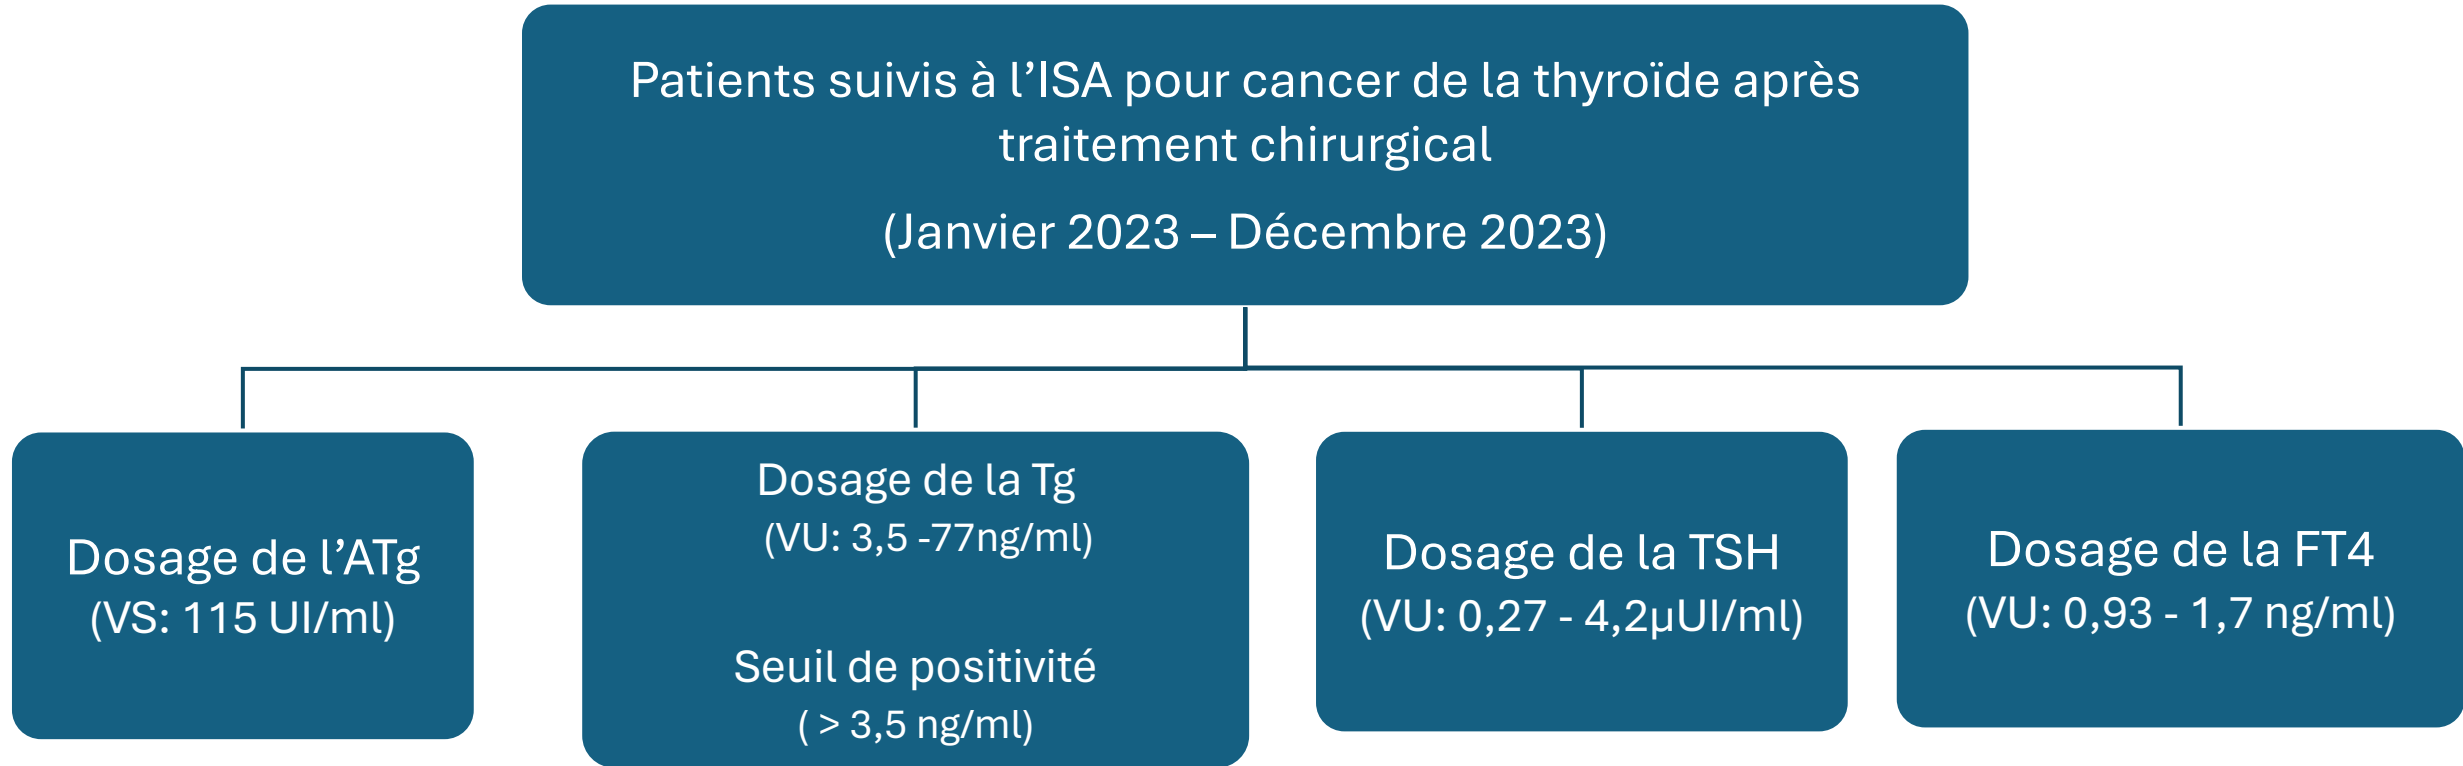 Patients suivis à l’ISA pour cancer de la thyroïde après
traitement chirurgical
(Janvier 2023 – Décembre 2023)
Dosage de l’ATg
(VS: 115 UI/ml)
Dosage de la Tg
(VU: 3,5 -77ng/ml)
Seuil de positivité
( > 3,5 ng/ml)
Dosage de la TSH
(VU: 0,27 - 4,2µUI/ml)
Dosage de la FT4
(VU: 0,93 - 1,7 ng/ml)